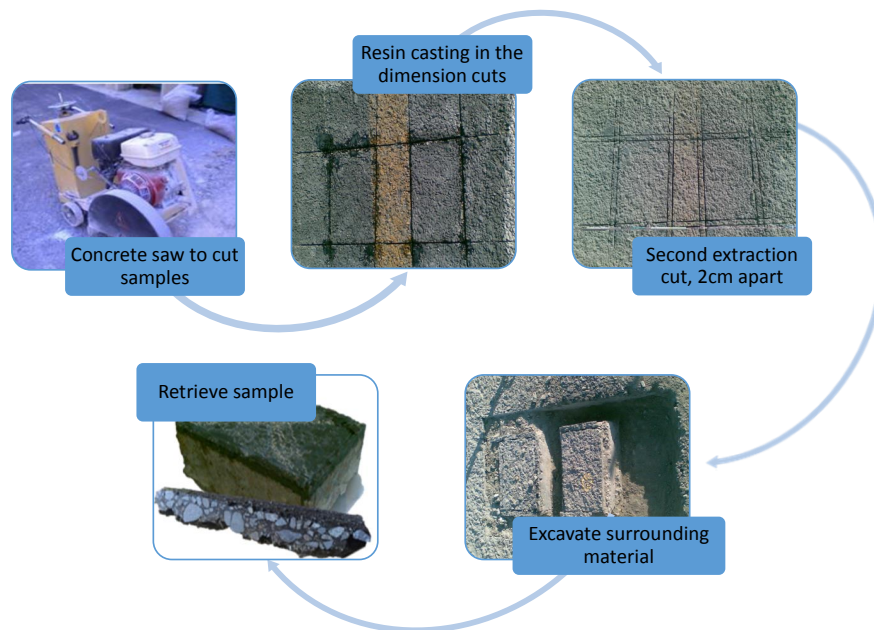 Concrete saw to cut
samples
Resin casting in the
dimension cuts
Second extraction
cut, 2cm apart
Excavate surrounding
material
Retrieve sample